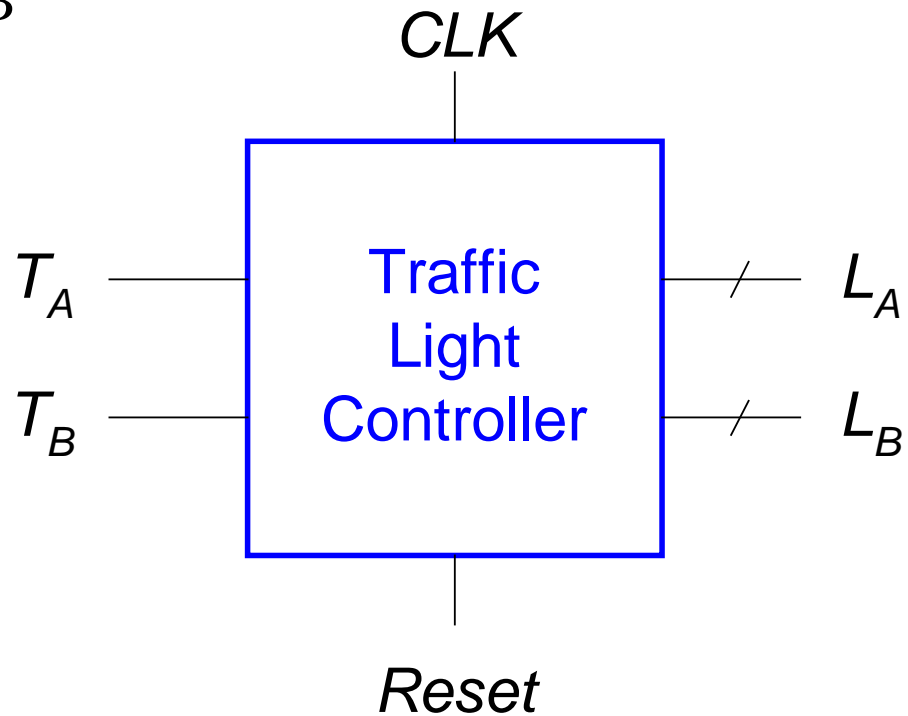 CLK
T_A
Traffic
Light
Controller
L_A
T_B
L_B
Reset